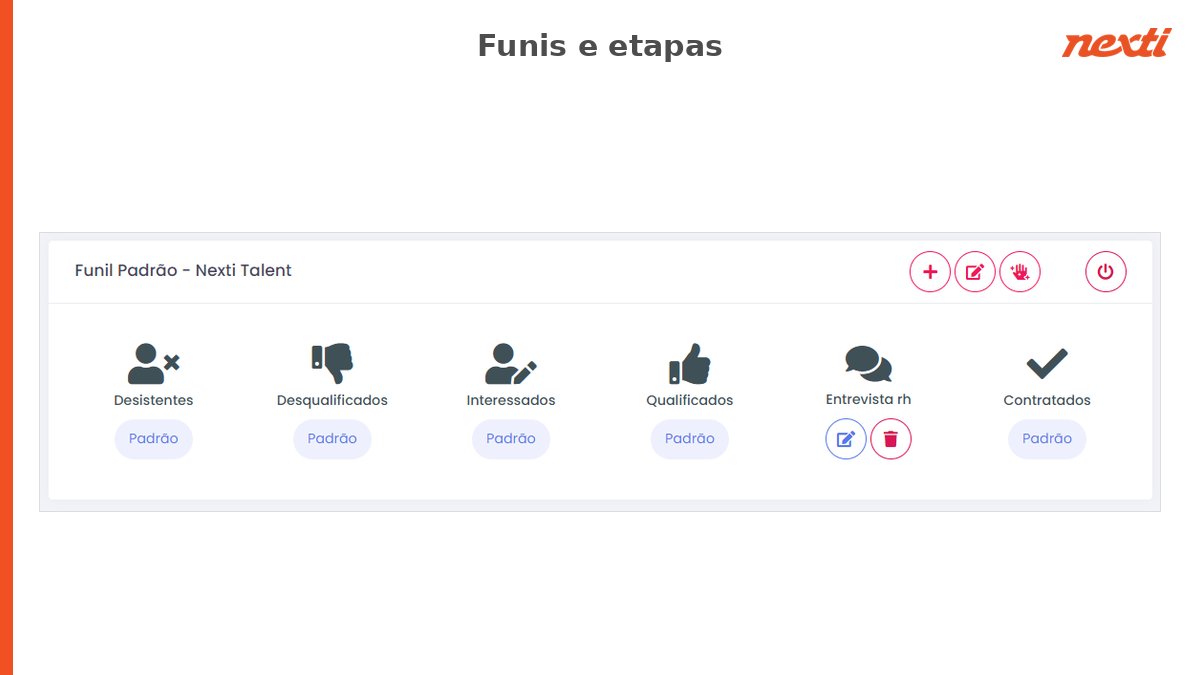 Funis e etapas
nexti
Funil Padrão - Nexti Talent
Desistentes
Desqualificados
Interessados
Qualificados
Entrevista rh
Contratados
Padrão
Padrão
Padrão
Padrão
Padrão